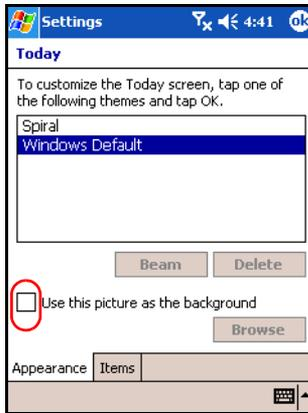 Settings 4:41 ok
Today
To customize the Today screen, tap one of
the following themes and tap OK.
Spiral
Windows Default
Beam Delete
Use this picture as the background
Browse
Appearance Items